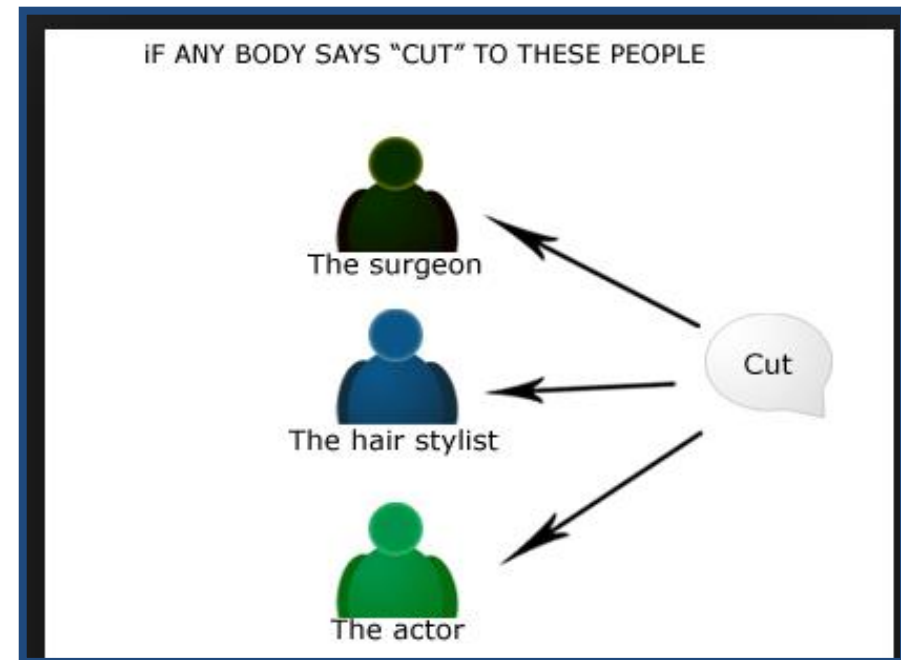 iF ANY BODY SAYS “CUT” TO THESE PEOPLE
The surgeon
Cut
The hair stylist
The actor